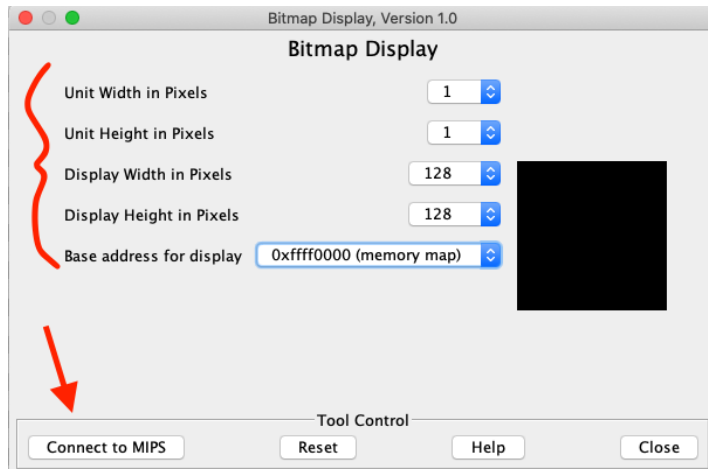 Bitmap Display, Version 1.0
Bitmap Display
Unit Width in Pixels 1
Unit Height in Pixels 1
Display Width in Pixels 128
Display Height in Pixels 128
Base address for display 0xffff0000 (memory map)
Tool Control
Connect to MIPS Reset Help Close